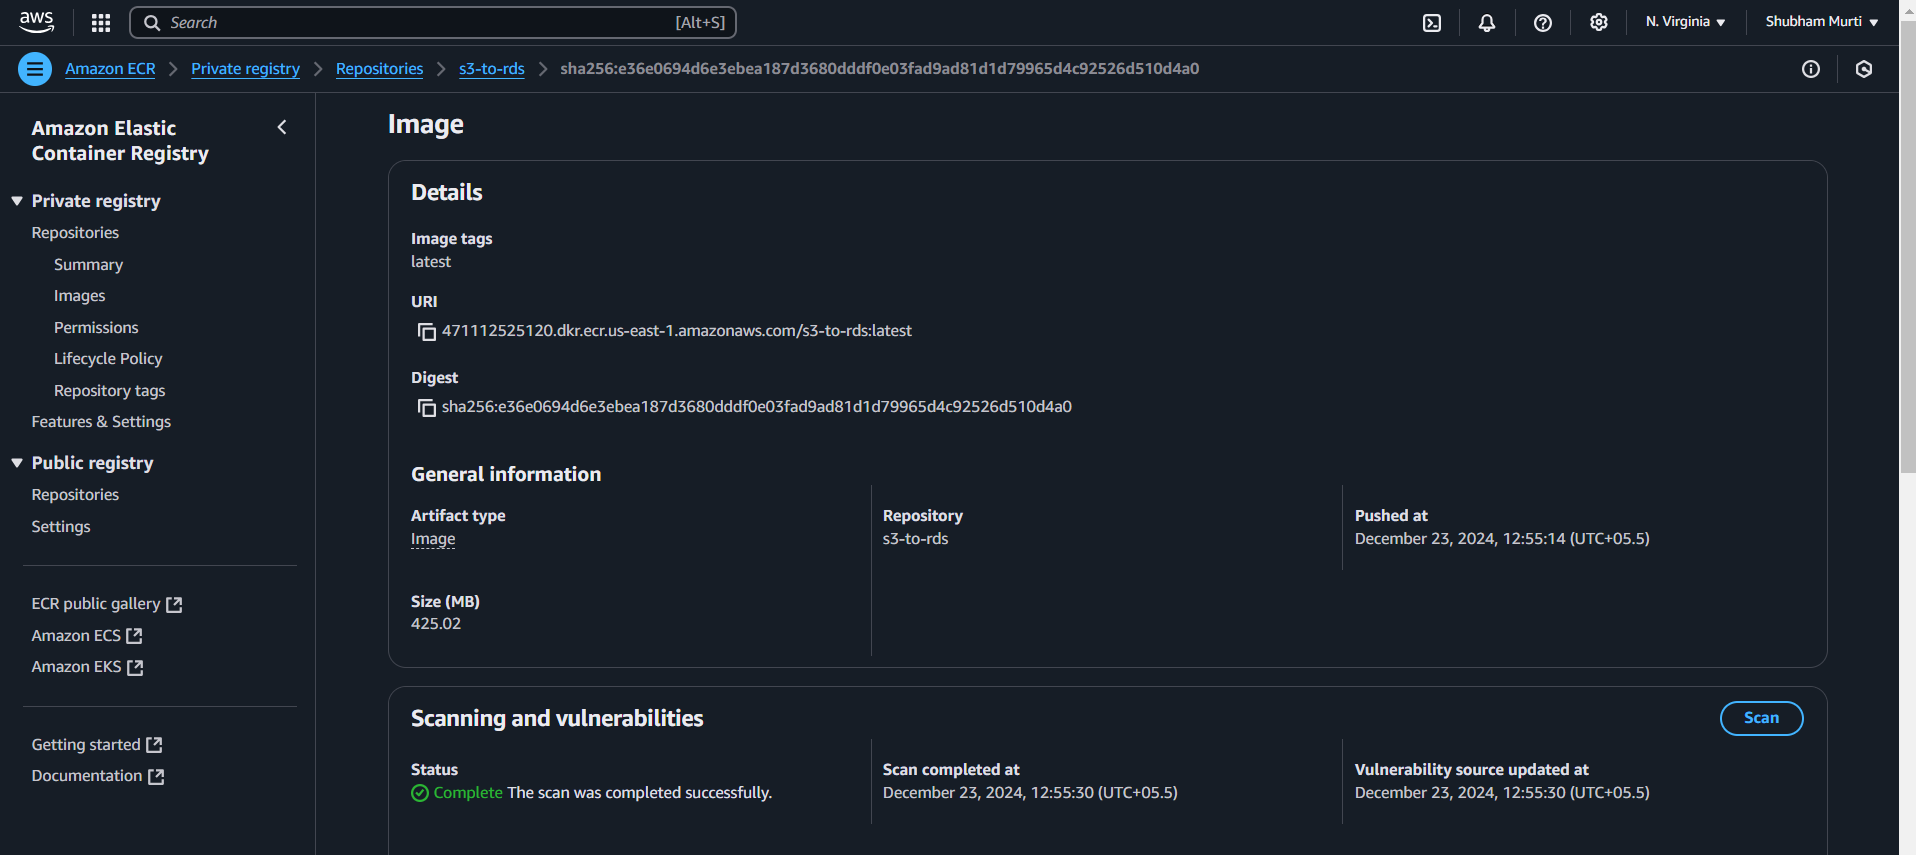 aws
Search [Alt+S]
N. Virginia
Shubham Murti
Amazon ECR
Private registry
Repositories
s3-to-rds
sha256:e36e0694d6e3ebea187d3680dddf0e03fad9ad81d1d79965d4c92526d510d4a0
Amazon Elastic
Container Registry
Private registry
Repositories
Summary
Images
Permissions
Lifecycle Policy
Repository tags
Features & Settings
Public registry
Repositories
Settings
ECR public gallery
Amazon ECS
Amazon EKS
Getting started
Documentation
Image
Details
Image tags
latest
URI
471112525120.dkr.ecr.us-east-1.amazonaws.com/s3-to-rds:latest
Digest
sha256:e36e0694d6e3ebea187d3680dddf0e03fad9ad81d1d79965d4c92526d510d4a0
General information
Artifact type
Image
Repository
s3-to-rds
Pushed at
December 23, 2024, 12:55:14 (UTC+05.5)
Size (MB)
425.02
Scanning and vulnerabilities
Scan
Status
Complete The scan was completed successfully.
Scan completed at
December 23, 2024, 12:55:30 (UTC+05.5)
Vulnerability source updated at
December 23, 2024, 12:55:30 (UTC+05.5)